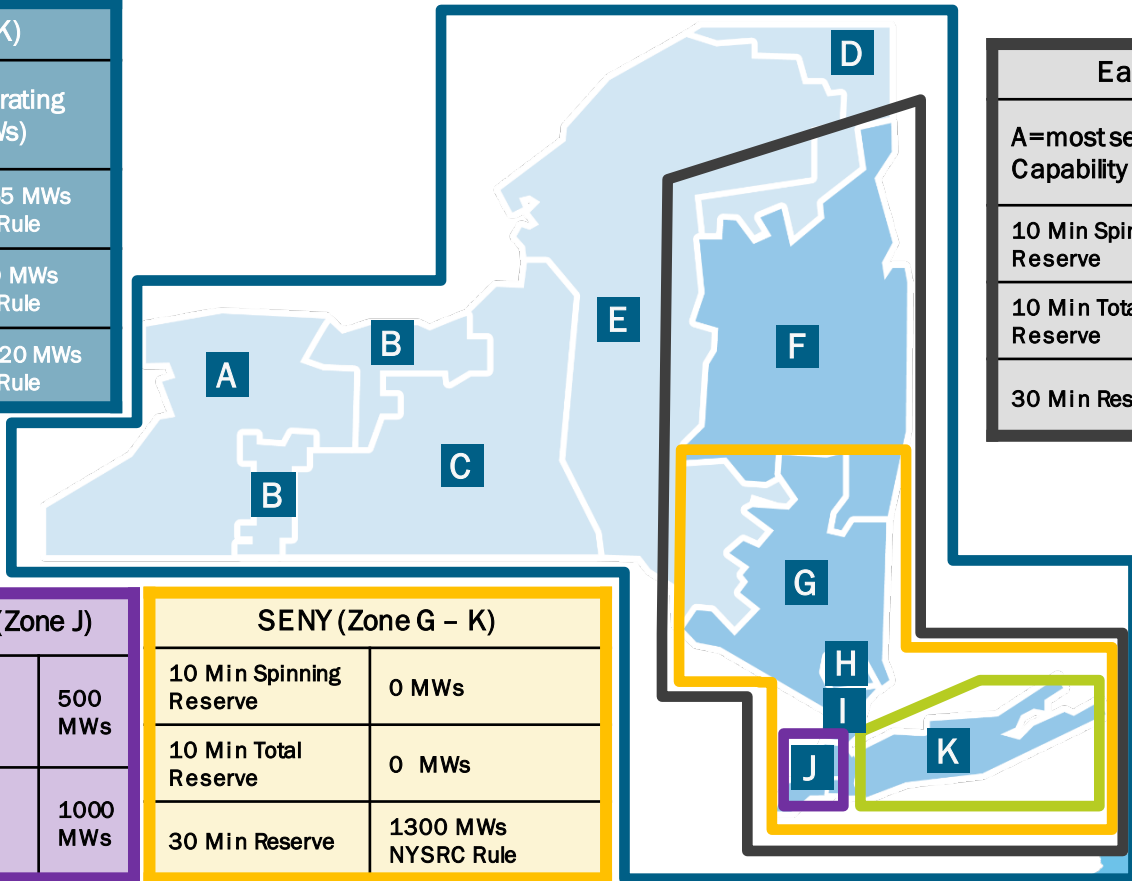 K)
rating
Ws)
5 MWs
Rule
MWs
Rule
20 MWs
Rule
D
E
B
A
F
C
B
G
H
I
J
K
Ea
A=most se
Capability
10 Min Spin
Reserve
10 Min Tota
Reserve
30 Min Res
(Zone J)
500
MWs
1000
MWs
SENY (Zone G – K)
10 Min Spinning
Reserve
0 MWs
10 Min Total
Reserve
0 MWs
30 Min Reserve
1300 MWs
NYSRC Rule